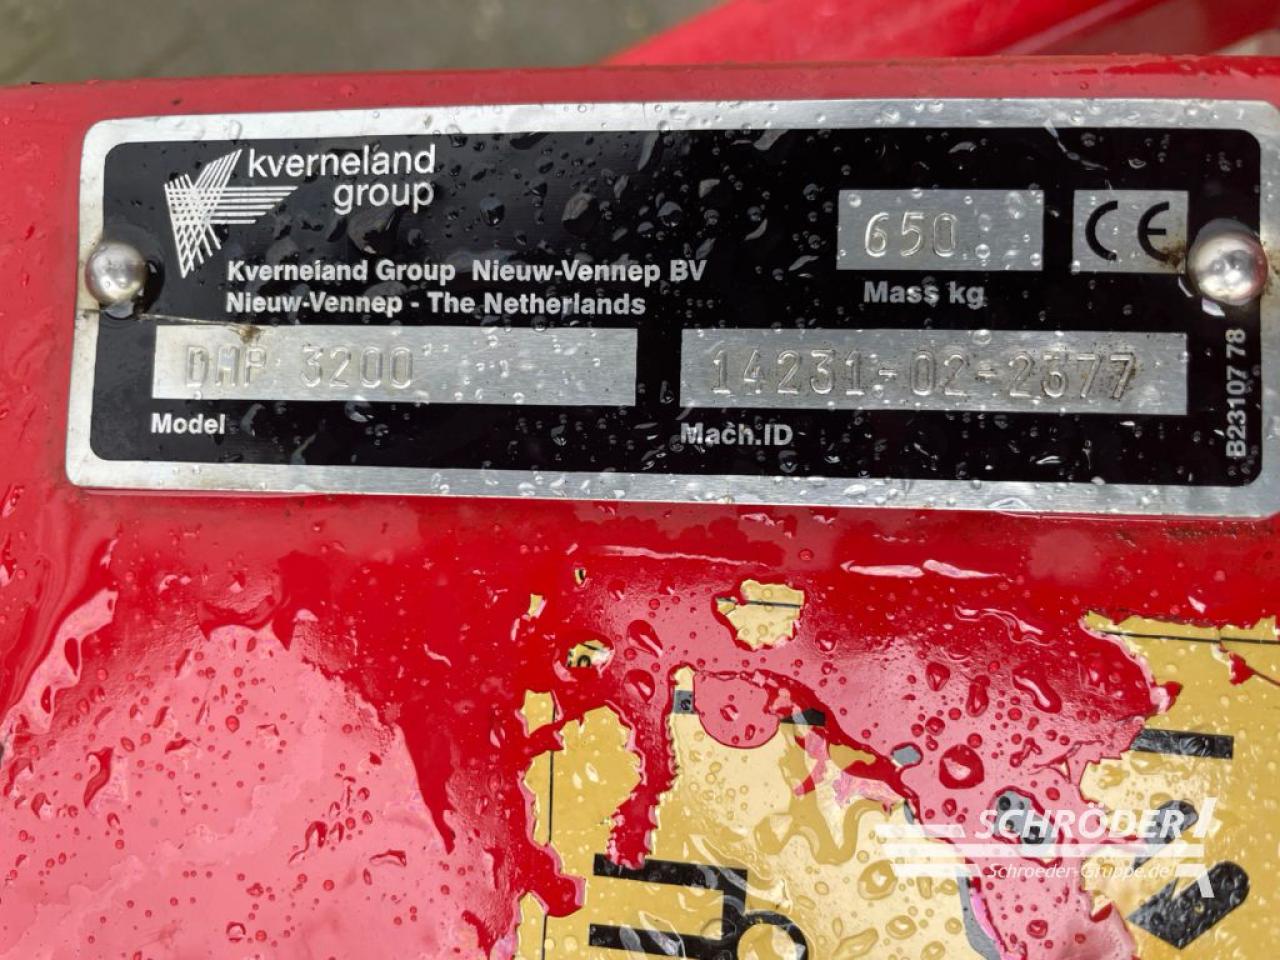 kverneland
group
650
CE
Kverneland Group Nieuw-Vennep BV
Mass kg
Nieuw-Vennep - The Netherlands
DMP 3200
14231-02-2377
Model
Mach.ID
B23107 78
SCHRÖDER
Schroeder-Gruppe.de